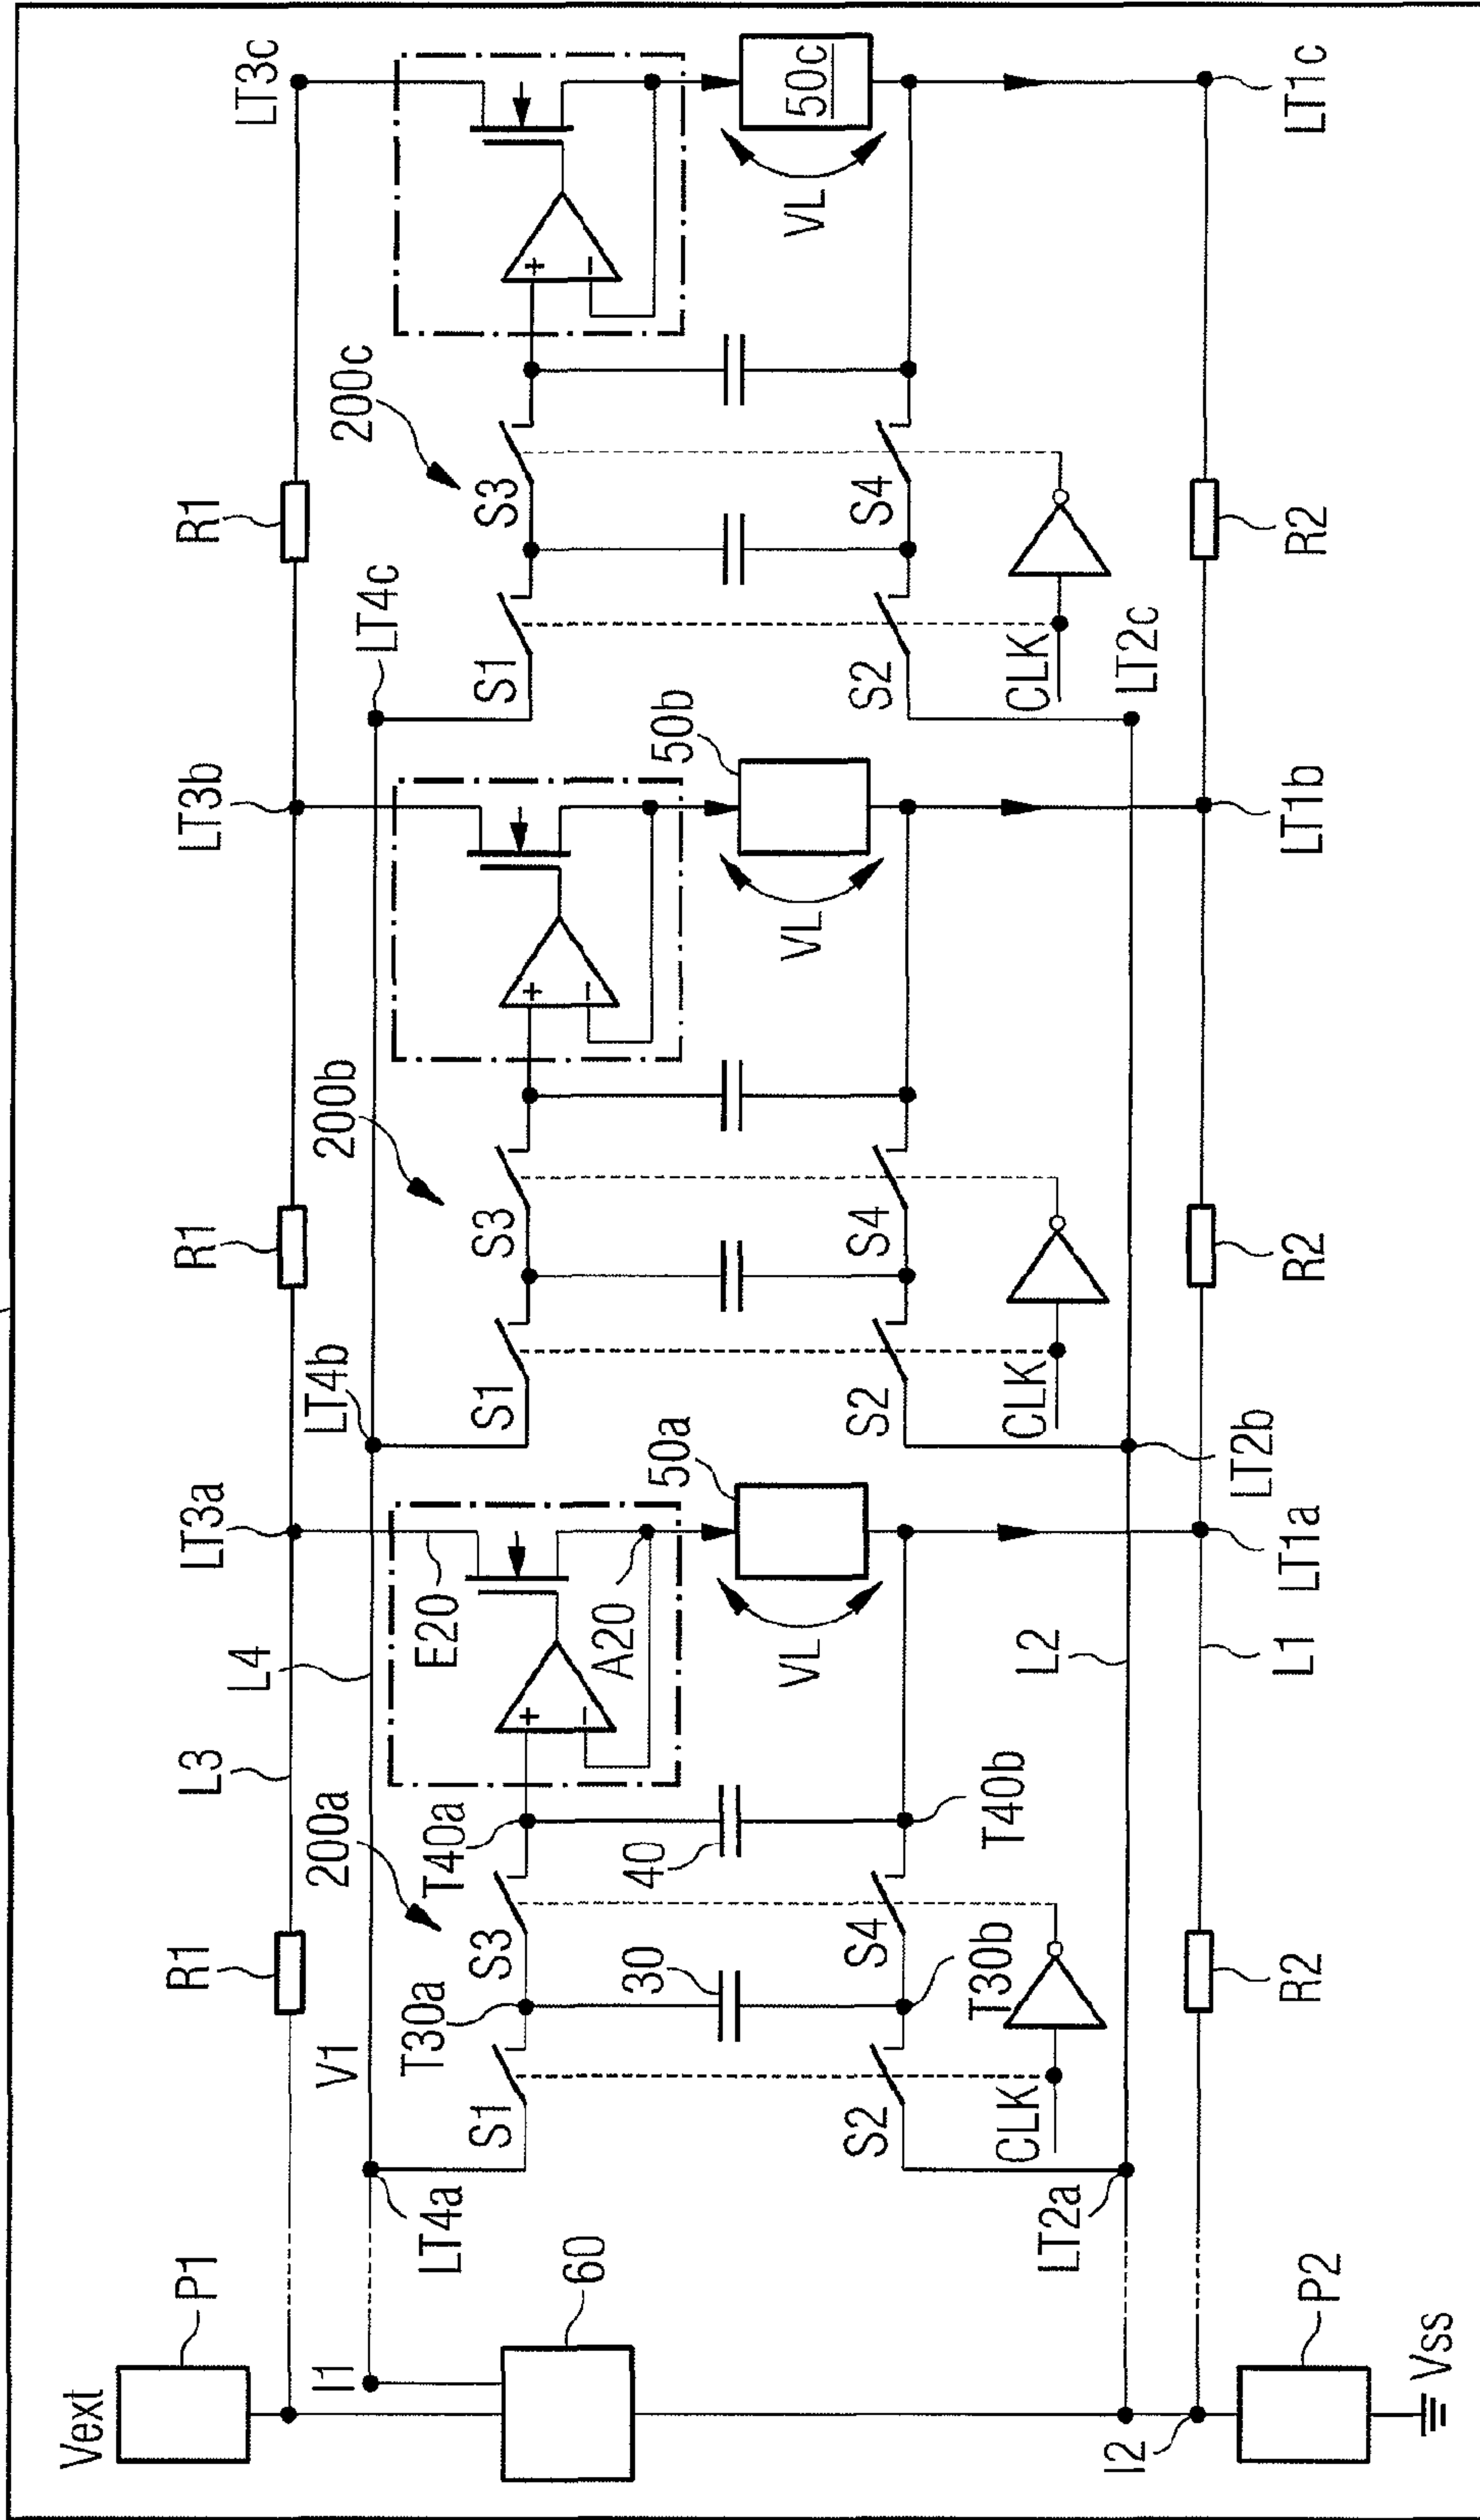 Vext
P1
I1
60
I2
P2
Vss
R1
L3
LT3a
R1
LT3b
R1
LT3c
LT4a
V1
L4
LT4b
LT4c
200a
200b
200c
S1
T30a
S3
T40a
+
−
E20
A20
50a
S1
S3
+
−
50b
S1
S3
+
−
50c
30
40
VL
VL
VL
S2
S4
T30b
T40b
S2
S4
S2
S4
CLK
CLK
CLK
LT2a
L2
LT2b
LT2c
R2
L1
LT1a
R2
LT1b
R2
LT1c